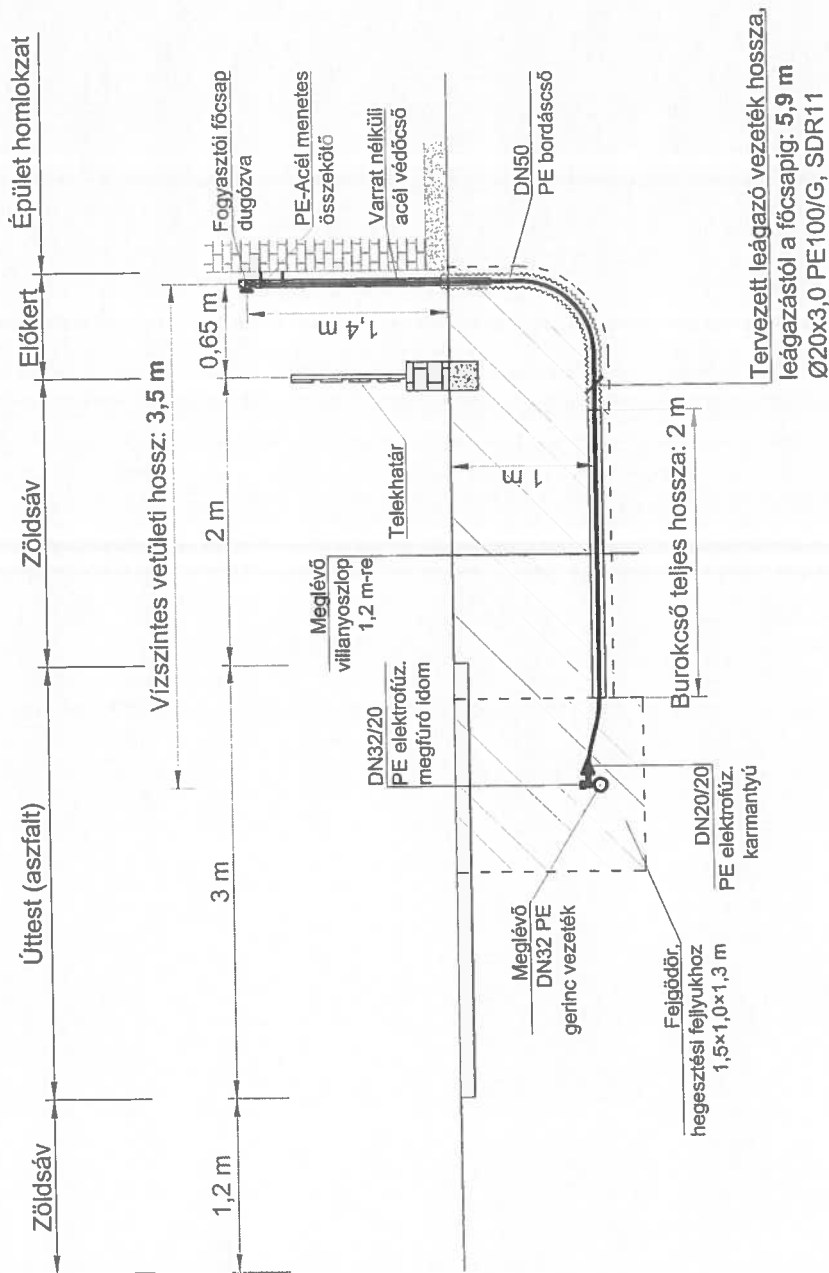 Zöldsáv
Úttest (aszfalt)
Zöldsáv
Előkert
Épület homlokzat
Vízszintes vetületi hossz: 3,5 m
1,2 m
3 m
2 m
0,65 m
Fogyasztói főcsap
dugózva
PE-Acél menetes
összekötő
Varrat nélküli
acél védőcső
1,4 m
Telekhatár
Meglévő
villanyoszlop
1,2 m-re
DN32/20
PE elektrofúz.
megfúró idom
1 m
DN50
PE bordáscső
Burokcső teljes hossza: 2 m
Meglévő
DN32 PE
gerinc vezeték
DN20/20
PE elektrofúz.
karmantyú
Fejgödör,
hegesztési fejlyukhoz
1,5×1,0×1,3 m
Tervezett leágazó vezeték hossza,
leágazástól a főcsapig: 5,9 m
Ø20x3,0 PE100/G, SDR11